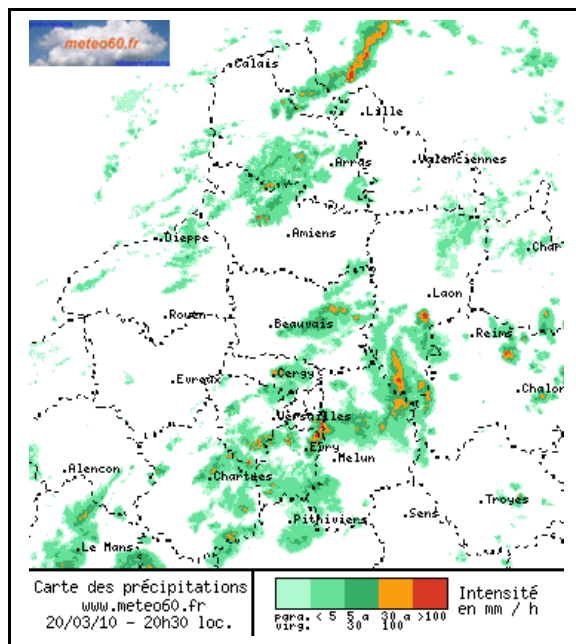 meteo60.fr
Calais
Lille
Arras
Valenciennes
Dieppe
Amiens
Char
Laon
Rouen
Beauvais
Reims
Evreux
Cergy
Chalon
Versailles
Evry
Melun
Alencon
Chartres
Troyes
Pithiviers
Sens
Le Mans
Carte des précipitations
www.meteo60.fr
20/03/10 - 20h30 loc.
para. < 5 5 a 30 a >100
virg. 30 100
Intensité
en mm / h